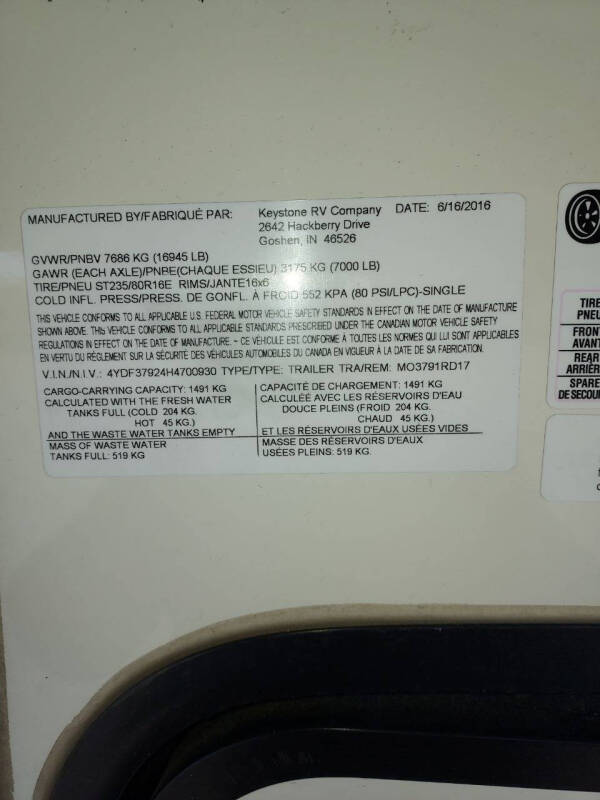 MANUFACTURED BY/FABRIQUÉ PAR: Keystone RV Company DATE: 6/16/2016
2642 Hackberry Drive
Goshen, IN 46526
GVWR/PNBV 7686 KG (16945 LB)
GAWR (EACH AXLE)/PNBE(CHAQUE ESSIEU) 3175 KG (7000 LB)
TIRE/PNEU ST235/80R16E RIMS/JANTE16x6
COLD INFL. PRESS/PRESS. DE GONFL. À FROID 552 KPA (80 PSI/LPC)-SINGLE
THIS VEHICLE CONFORMS TO ALL APPLICABLE U.S. FEDERAL MOTOR VEHICLE SAFETY STANDARDS IN EFFECT ON THE DATE OF MANUFACTURE
SHOWN ABOVE. THIS VEHICLE CONFORMS TO ALL APPLICABLE STANDARDS PRESCRIBED UNDER THE CANADIAN MOTOR VEHICLE SAFETY
REGULATIONS IN EFFECT ON THE DATE OF MANUFACTURE. - CE VÉHICULE EST CONFORME À TOUTES LES NORMES QUI LUI SONT APPLICABLES
EN VERTU DU RÈGLEMENT SUR LA SÉCURITÉ DES VÉHICULES AUTOMOBILES DU CANADA EN VIGUEUR À LA DATE DE SA FABRICATION.
V.I.N./N.I.V.: 4YDF37924H4700930 TYPE/TYPE: TRAILER TRA/REM: MO3791RD17
CARGO-CARRYING CAPACITY: 1491 KG
CALCULATED WITH THE FRESH WATER
TANKS FULL (COLD 204 KG.
HOT 45 KG.)
AND THE WASTE WATER TANKS EMPTY
MASS OF WASTE WATER
TANKS FULL: 519 KG
CAPACITÉ DE CHARGEMENT: 1491 KG
CALCULÉE AVEC LES RÉSERVOIRS D'EAU
DOUCE PLEINS (FROID 204 KG.
CHAUD 45 KG.)
ET LES RÉSERVOIRS D'EAUX USÉES VIDES
MASSE DES RÉSERVOIRS D'EAUX
USÉES PLEINS: 519 KG.
TIRE
PNEU
FRONT
AVANT
REAR
ARRIÈRE
SPARE
DE SECOU